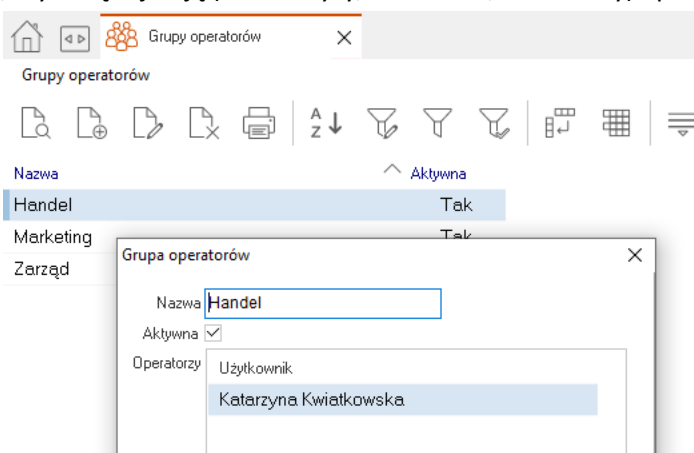 Grupy operatorów
Grupy operatorów
A
Z
Nazwa Aktywna
Handel Tak
Marketing Tak
Zarząd
Grupa operatorów
Nazwa Handel
Aktywna
Operatorzy Użytkownik
Katarzyna Kwiatkowska